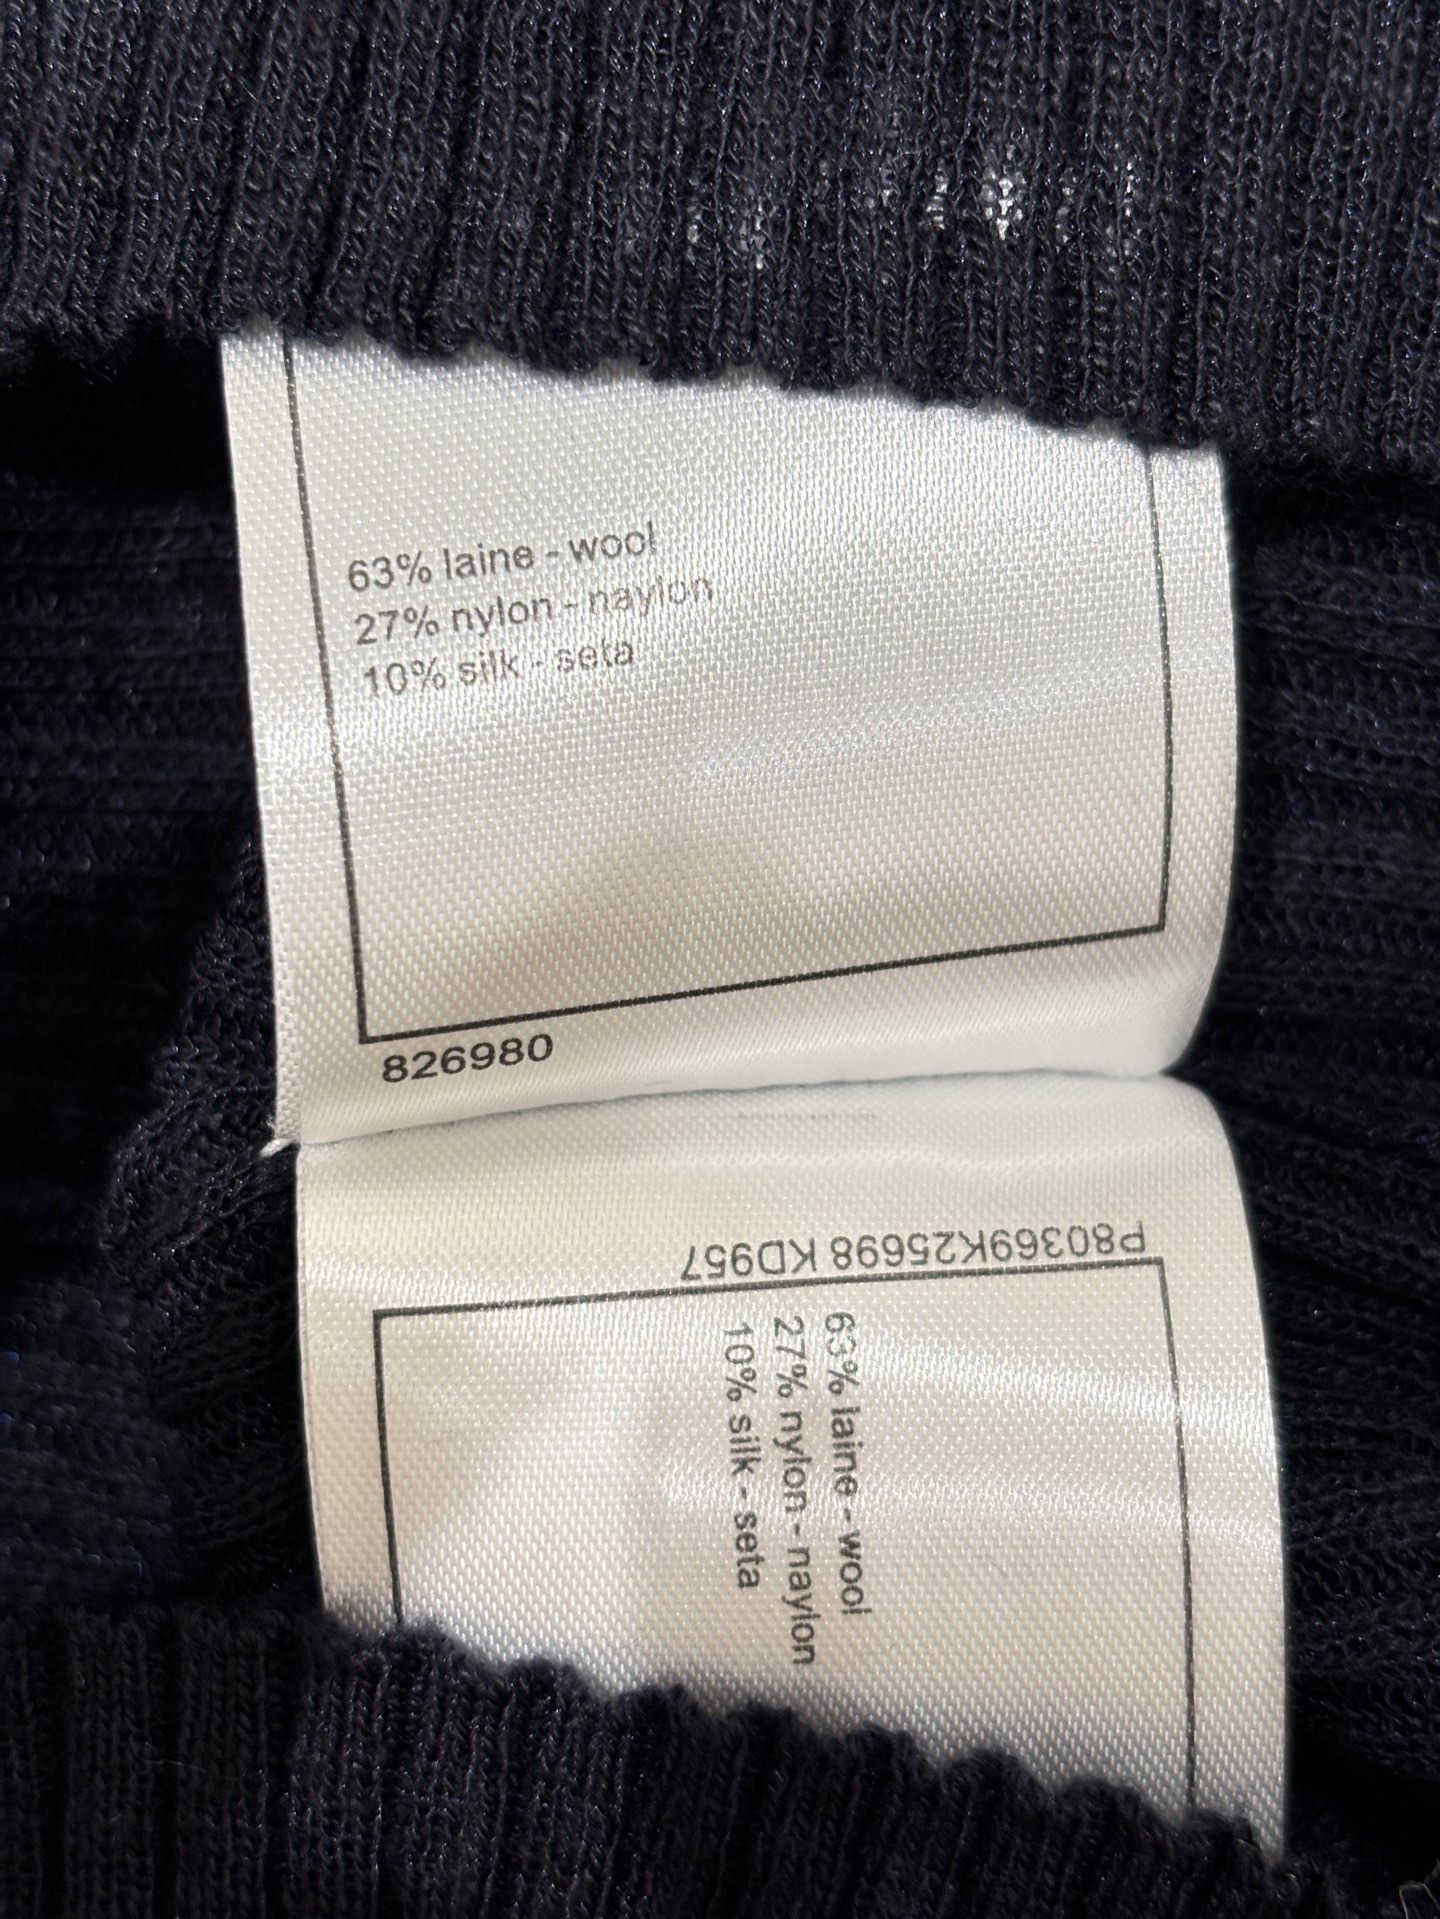 63% laine - wool
27% nylon - naylon
10% silk - seta
826980
P80369K25698 KD957
63% laine - wool
27% nylon - naylon
10% silk - seta